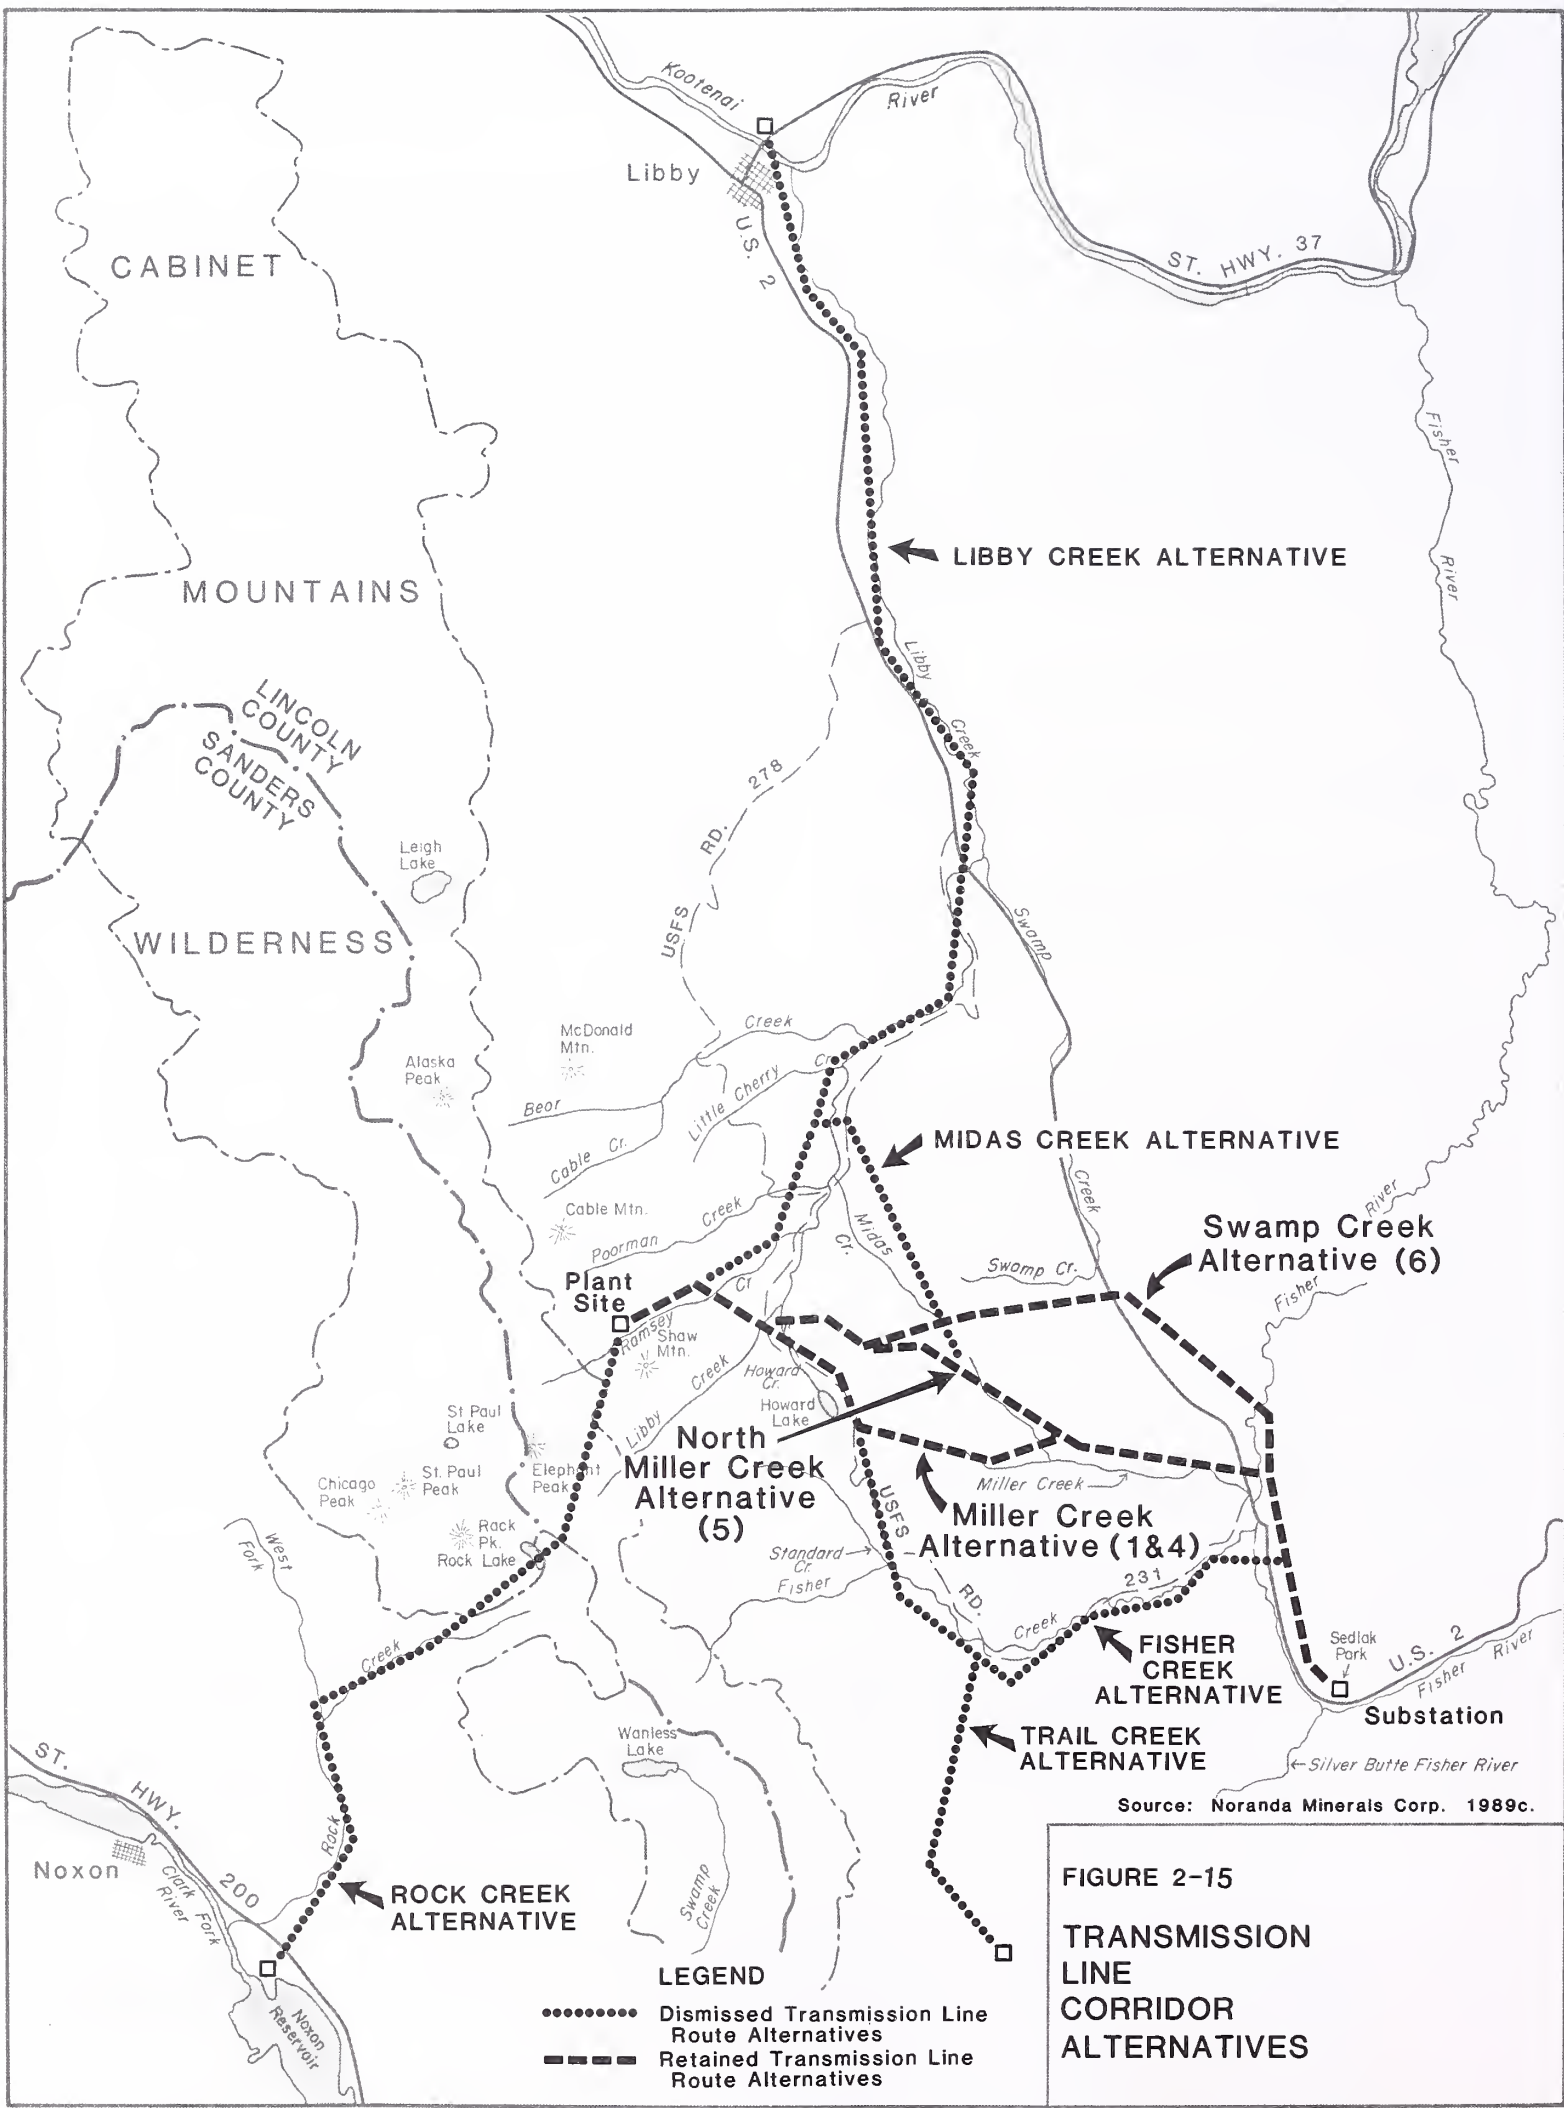 Kootenai
River
Libby
U.S. 2
ST. HWY. 37
CABINET
Fisher
River
LIBBY CREEK ALTERNATIVE
MOUNTAINS
Libby
Creek
LINCOLN
COUNTY
SANDERS
COUNTY
USFS RD. 278
Leigh
Lake
WILDERNESS
Swamp
Creek
McDonald
Mtn.
Creek
Alaska
Peak
Little Cherry Cr.
Bear
Cable Cr.
MIDAS CREEK ALTERNATIVE
Cable Mtn.
Poorman Creek
Midas
Cr.
River
Swamp Creek
Alternative (6)
Swamp Cr.
Fisher
Plant
Site
Ramsey Cr
Shaw
Mtn.
Howard
Cr.
Howard
Lake
Libby Creek
St Paul
Lake
North
Miller Creek
Alternative
(5)
Elephant
Peak
St. Paul
Peak
Chicago
Peak
Miller Creek
Miller Creek
Alternative (1&4)
Rock
Pk.
Rock Lake
West
Fork
Standard
Cr.
Fisher
USFS
RD.
231
Creek
FISHER
CREEK
ALTERNATIVE
Sedlak
Park
U.S. 2
Fisher River
Substation
Creek
TRAIL CREEK
ALTERNATIVE
Silver Butte Fisher River
Wanless
Lake
ST. HWY. 200
Source: Noranda Minerals Corp. 1989c.
Rock
Noxon
Clark Fork
River
Swamp
Creek
ROCK CREEK
ALTERNATIVE
Noxon
Reservoir
LEGEND
Dismissed Transmission Line
Route Alternatives
Retained Transmission Line
Route Alternatives
FIGURE 2-15
TRANSMISSION
LINE
CORRIDOR
ALTERNATIVES